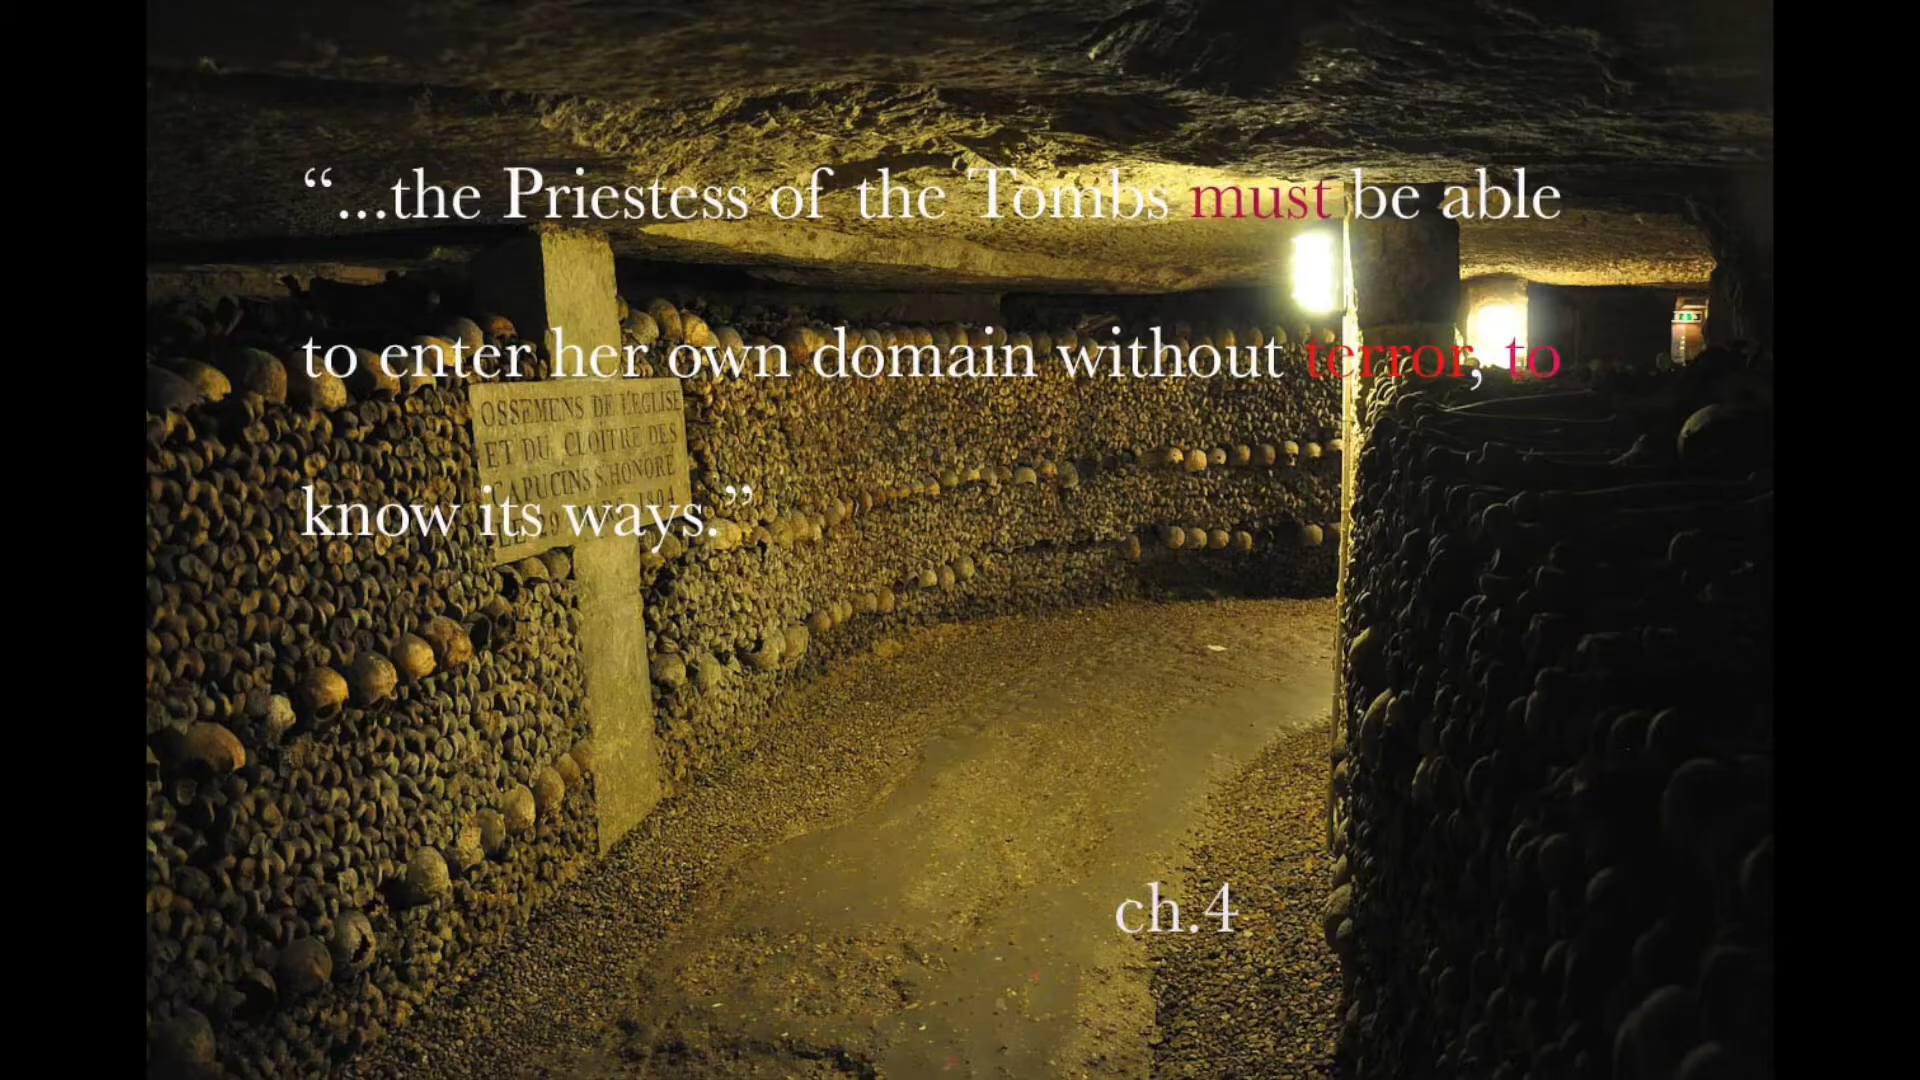 “...the Priestess of the Tombs must be able
to enter her own domain without terror, to
know its ways.”
OSSEMENS DE L'EGLISE
ET DU CLOITRE DES
CAPUCINS S. HONORE
1804
ch.4